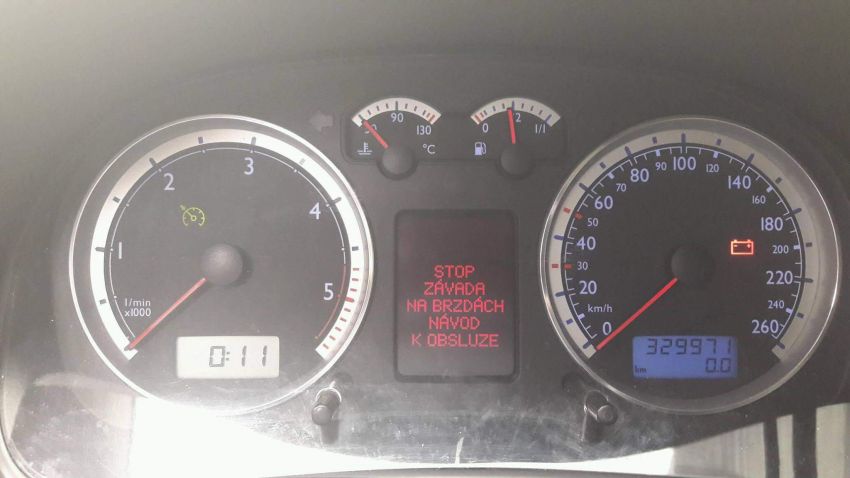 50 90 130
°C
0 1/2 1/1
1 2 3 4 5
1/min
x1000
0:11
STOP
ZÁVADA
NA BRZDÁCH
NÁVOD
K OBSLUZE
0 20 30 40 50 60 80 100 120 140 160 180 200 220 240 260
km/h
329971
km 0.0